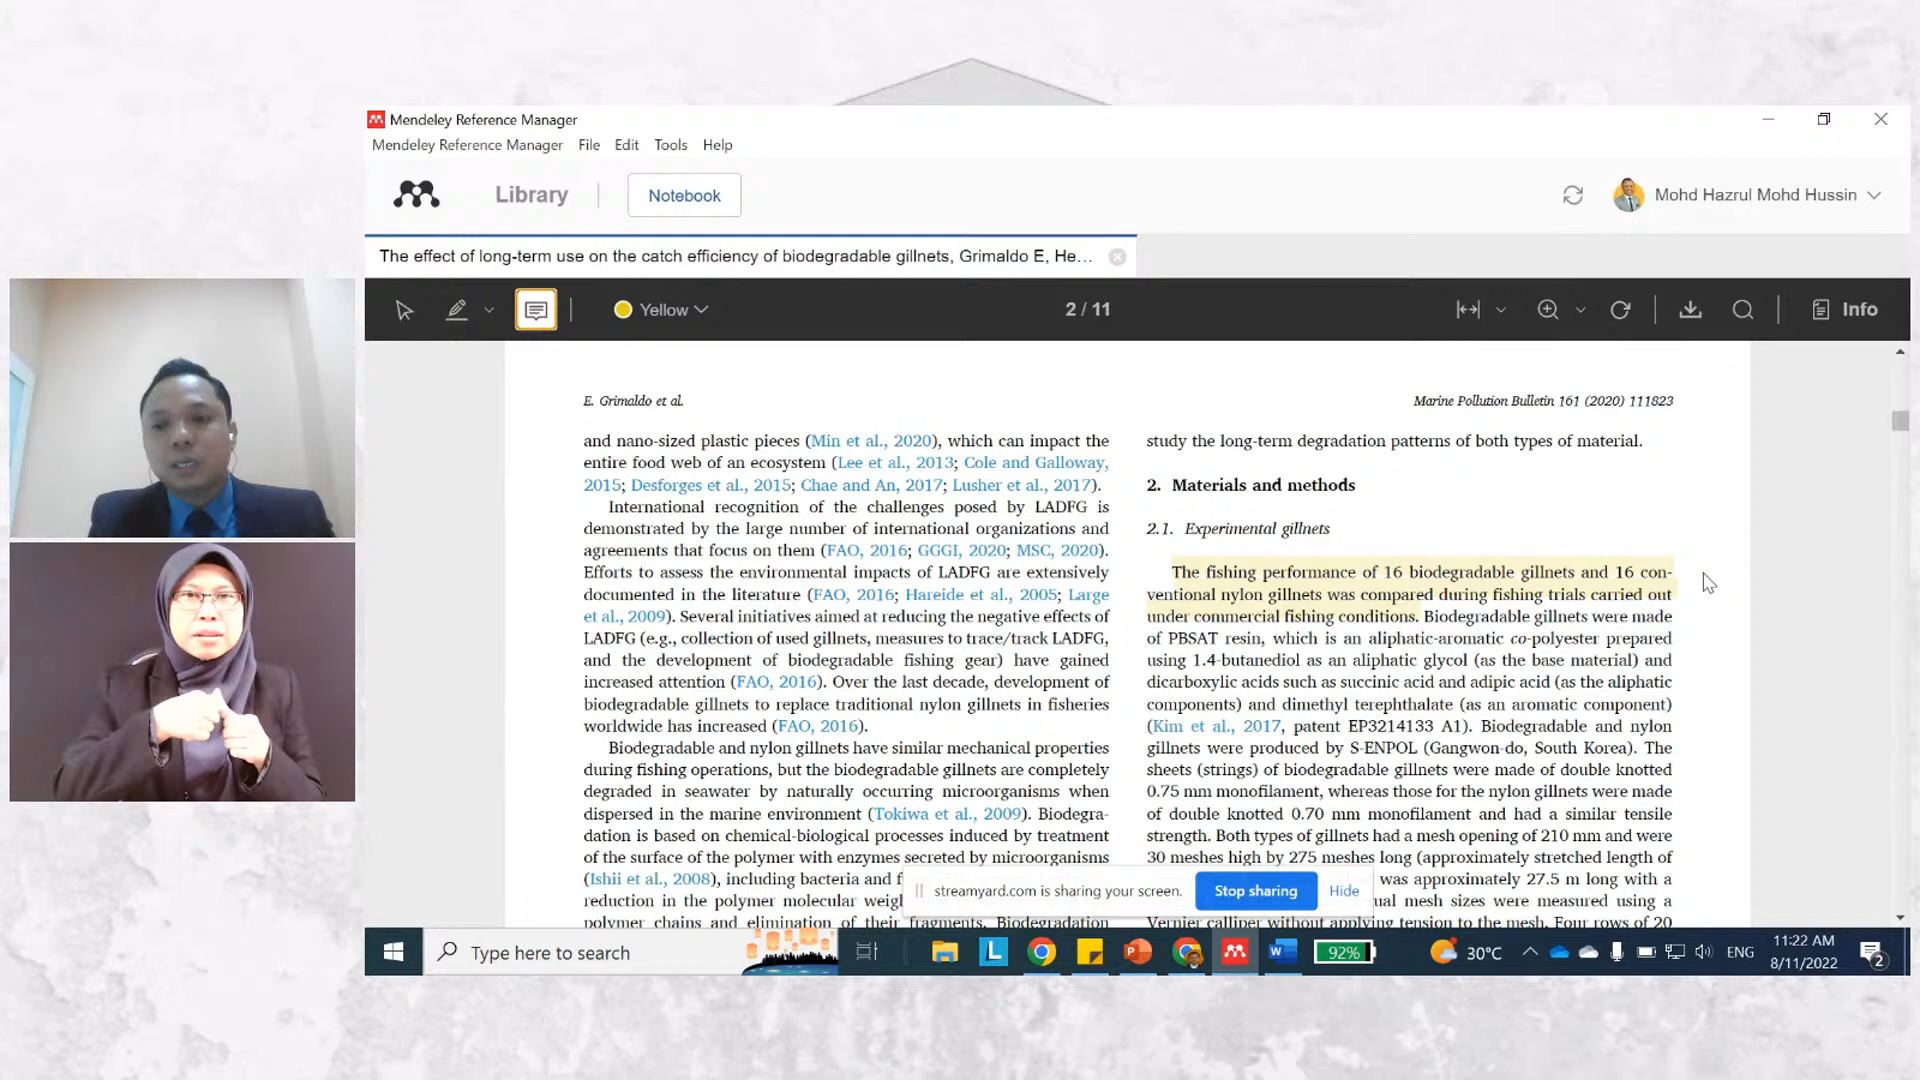 Mendeley Reference Manager
Mendeley Reference Manager File Edit Tools Help
Library Notebook Mohd Hazrul Mohd Hussin
The effect of long-term use on the catch efficiency of biodegradable gillnets, Grimaldo E, He...
Yellow 2 / 11 Info
E. Grimaldo et al.
Marine Pollution Bulletin 161 (2020) 111823
and nano-sized plastic pieces (Min et al., 2020), which can impact the
entire food web of an ecosystem (Lee et al., 2013; Cole and Galloway,
2015; Desforges et al., 2015; Chae and An, 2017; Lusher et al., 2017).
International recognition of the challenges posed by LADFG is
demonstrated by the large number of international organizations and
agreements that focus on them (FAO, 2016; GGGI, 2020; MSC, 2020).
Efforts to assess the environmental impacts of LADFG are extensively
documented in the literature (FAO, 2016; Hareide et al., 2005; Large
et al., 2009). Several initiatives aimed at reducing the negative effects of
LADFG (e.g., collection of used gillnets, measures to trace/track LADFG,
and the development of biodegradable fishing gear) have gained
increased attention (FAO, 2016). Over the last decade, development of
biodegradable gillnets to replace traditional nylon gillnets in fisheries
worldwide has increased (FAO, 2016).
Biodegradable and nylon gillnets have similar mechanical properties
during fishing operations, but the biodegradable gillnets are completely
degraded in seawater by naturally occurring microorganisms when
dispersed in the marine environment (Tokiwa et al., 2009). Biodegra-
dation is based on chemical-biological processes induced by treatment
of the surface of the polymer with enzymes secreted by microorganisms
(Ishii et al., 2008), including bacteria and
reduction in the polymer molecular
polymer chains and elimination of their fragments. Biodegradation
study the long-term degradation patterns of both types of material.
2. Materials and methods
2.1. Experimental gillnets
The fishing performance of 16 biodegradable gillnets and 16 con-
ventional nylon gillnets was compared during fishing trials carried out
under commercial fishing conditions. Biodegradable gillnets were made
of PBSAT resin, which is an aliphatic-aromatic co-polyester prepared
using 1.4-butanediol as an aliphatic glycol (as the base material) and
dicarboxylic acids such as succinic acid and adipic acid (as the aliphatic
components) and dimethyl terephthalate (as an aromatic component)
(Kim et al., 2017, patent EP3214133 A1). Biodegradable and nylon
gillnets were produced by S-ENPOL (Gangwon-do, South Korea). The
sheets (strings) of biodegradable gillnets were made of double knotted
0.75 mm monofilament, whereas those for the nylon gillnets were made
of double knotted 0.70 mm monofilament and had a similar tensile
strength. Both types of gillnets had a mesh opening of 210 mm and were
30 meshes high by 275 meshes long (approximately stretched length of
was approximately 27.5 m long with a
mesh sizes were measured using a
Vernier calliper without applying tension to the mesh. Four rows of 20
streamyard.com is sharing your screen. Stop sharing Hide
Type here to search 92% 30°C ENG 11:22 AM
8/11/2022 2